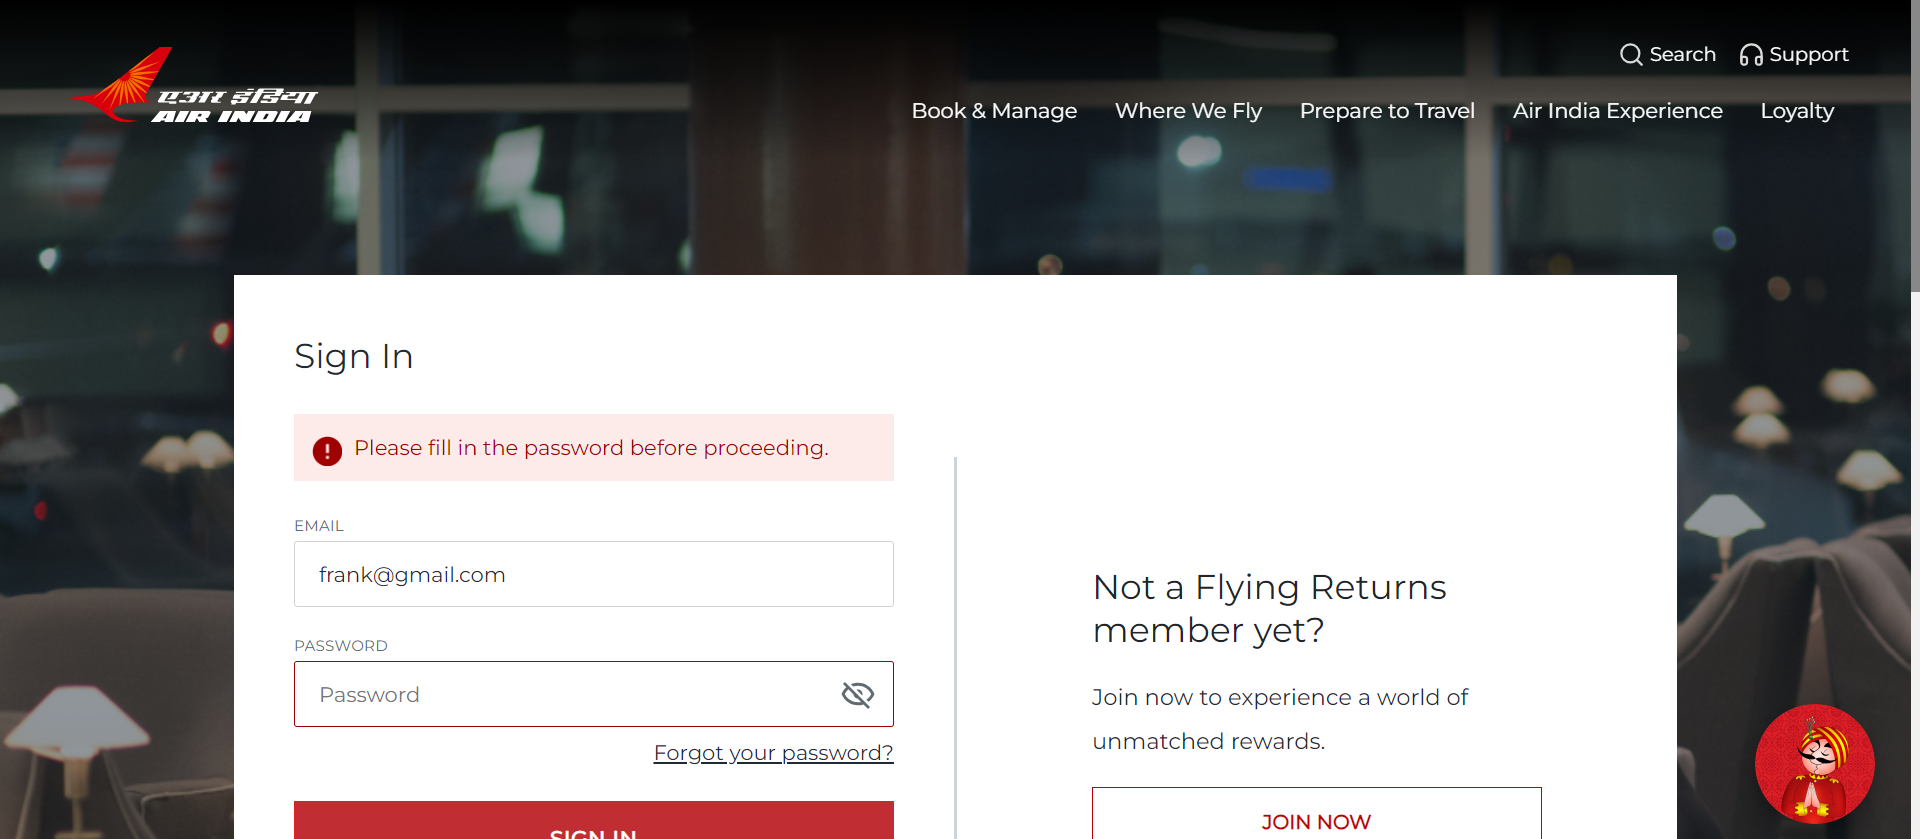 एअर इंडिया
AIR INDIA
Search
Support
Book & Manage
Where We Fly
Prepare to Travel
Air India Experience
Loyalty
Sign In
Please fill in the password before proceeding.
EMAIL
frank@gmail.com
PASSWORD
Password
Forgot your password?
SIGN IN
Not a Flying Returns
member yet?
Join now to experience a world of
unmatched rewards.
JOIN NOW